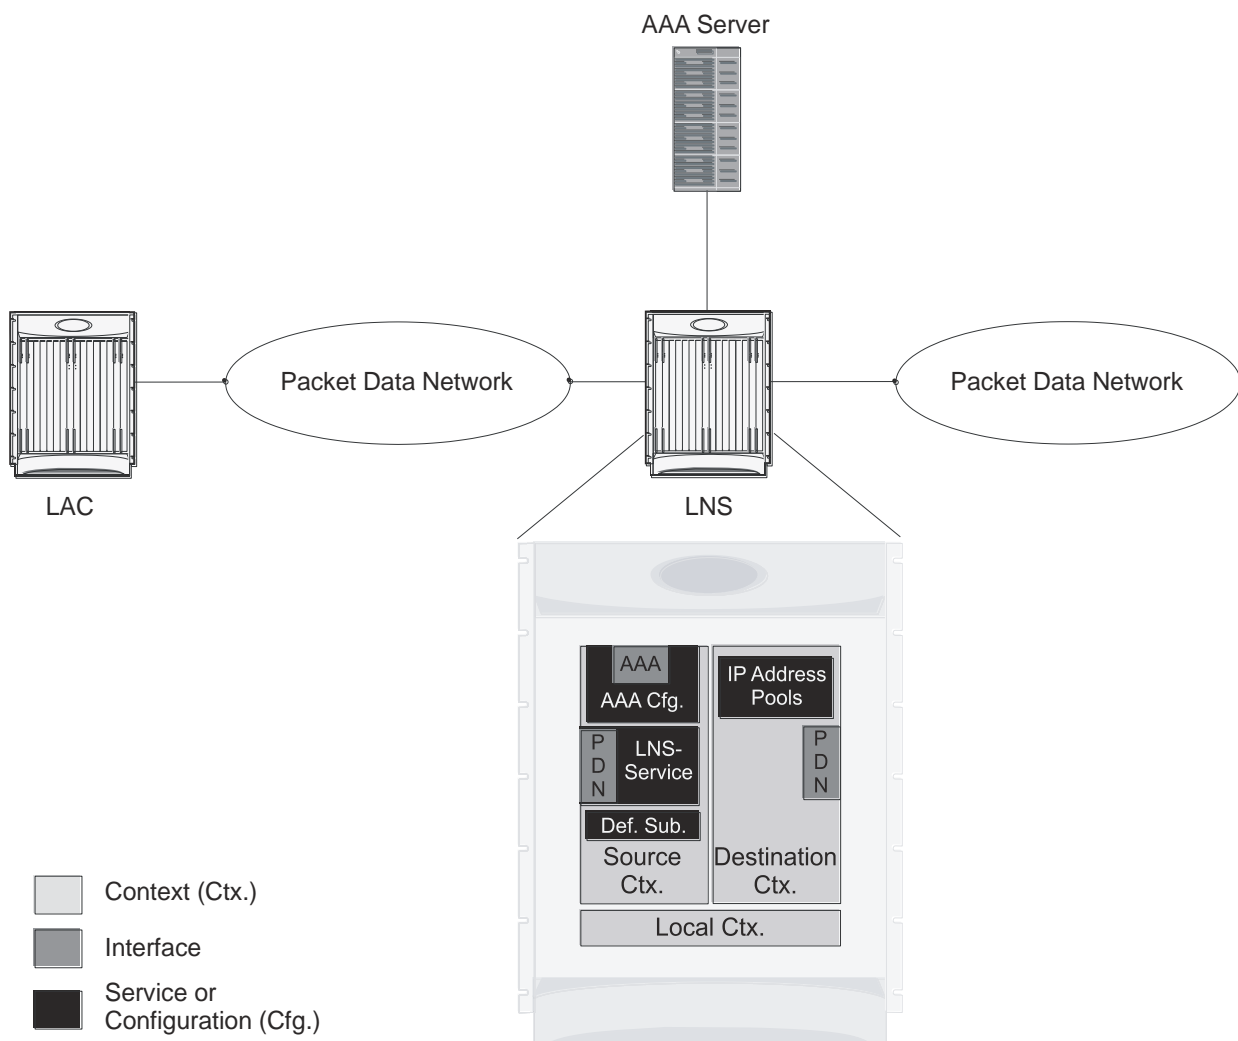 AAA Server
Packet Data Network
Packet Data Network
LAC
LNS
AAA
AAA Cfg.
P
D
N
LNS-
Service
Def. Sub.
Source
Ctx.
IP Address
Pools
P
D
N
Destination
Ctx.
Local Ctx.
Context (Ctx.)
Interface
Service or
Configuration (Cfg.)